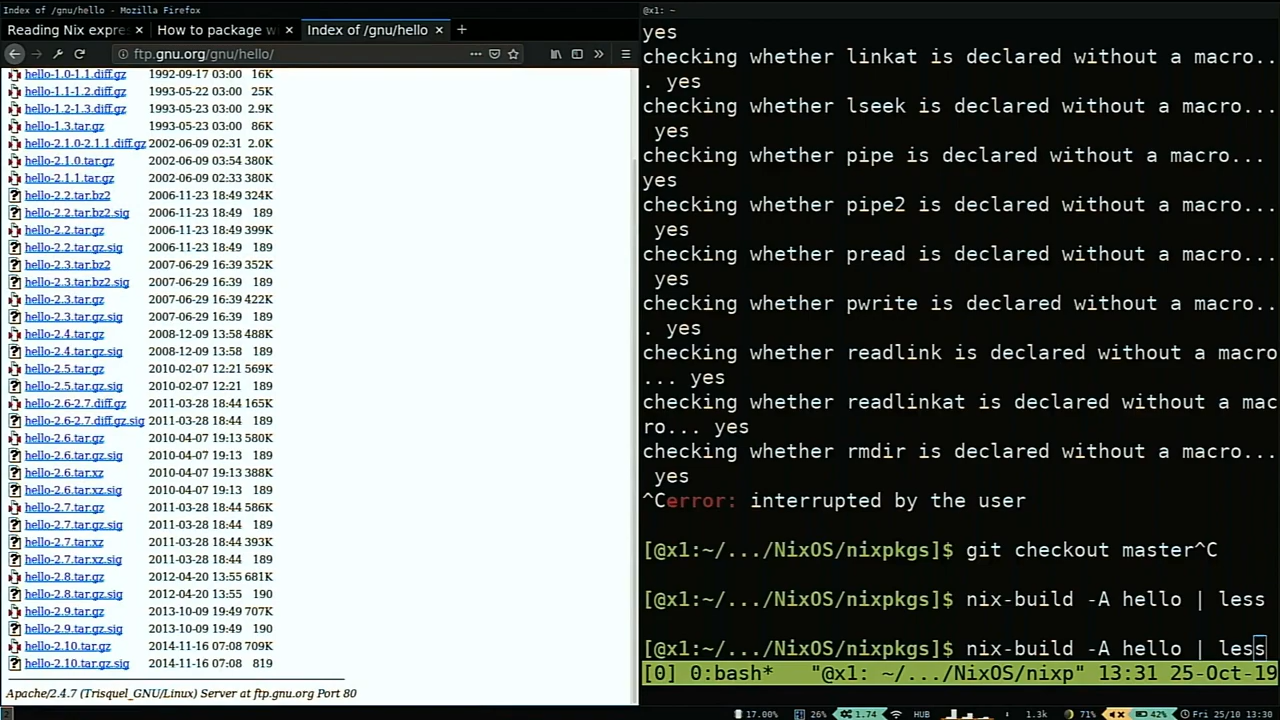 Index of /gnu/hello - Mozilla Firefox
Reading Nix expre × How to package w × Index of /gnu/hello × +
ftp.gnu.org/gnu/hello/
hello-1.0-1.1.diff.gz 1992-09-17 03:00 16K
hello-1.1-1.2.diff.gz 1993-05-22 03:00 25K
hello-1.2-1.3.diff.gz 1993-05-23 03:00 2.9K
hello-1.3.tar.gz 1993-05-23 03:00 86K
hello-2.1.0-2.1.1.diff.gz 2002-06-09 02:31 2.0K
hello-2.1.0.tar.gz 2002-06-09 03:54 380K
hello-2.1.1.tar.gz 2002-06-09 02:33 380K
hello-2.2.tar.bz2 2006-11-23 18:49 324K
hello-2.2.tar.bz2.sig 2006-11-23 18:49 189
hello-2.2.tar.gz 2006-11-23 18:49 399K
hello-2.2.tar.gz.sig 2006-11-23 18:49 189
hello-2.3.tar.bz2 2007-06-29 16:39 352K
hello-2.3.tar.bz2.sig 2007-06-29 16:39 189
hello-2.3.tar.gz 2007-06-29 16:39 422K
hello-2.3.tar.gz.sig 2007-06-29 16:39 189
hello-2.4.tar.gz 2008-12-09 13:58 488K
hello-2.4.tar.gz.sig 2008-12-09 13:58 189
hello-2.5.tar.gz 2010-02-07 12:21 569K
hello-2.5.tar.gz.sig 2010-02-07 12:21 189
hello-2.6-2.7.diff.gz 2011-03-28 18:44 165K
hello-2.6-2.7.diff.gz.sig 2011-03-28 18:44 189
hello-2.6.tar.gz 2010-04-07 19:13 580K
hello-2.6.tar.gz.sig 2010-04-07 19:13 189
hello-2.6.tar.xz 2010-04-07 19:13 388K
hello-2.6.tar.xz.sig 2010-04-07 19:13 189
hello-2.7.tar.gz 2011-03-28 18:44 586K
hello-2.7.tar.gz.sig 2011-03-28 18:44 189
hello-2.7.tar.xz 2011-03-28 18:44 393K
hello-2.7.tar.xz.sig 2011-03-28 18:44 189
hello-2.8.tar.gz 2012-04-20 13:55 681K
hello-2.8.tar.gz.sig 2012-04-20 13:55 190
hello-2.9.tar.gz 2013-10-09 19:49 707K
hello-2.9.tar.gz.sig 2013-10-09 19:49 190
hello-2.10.tar.gz 2014-11-16 07:08 709K
hello-2.10.tar.gz.sig 2014-11-16 07:08 819
Apache/2.4.7 (Trisquel_GNU/Linux) Server at ftp.gnu.org Port 80
@x1: ~
yes
checking whether linkat is declared without a macro..
. yes
checking whether lseek is declared without a macro...
yes
checking whether pipe is declared without a macro...
yes
checking whether pipe2 is declared without a macro...
yes
checking whether pread is declared without a macro...
yes
checking whether pwrite is declared without a macro..
. yes
checking whether readlink is declared without a macro
... yes
checking whether readlinkat is declared without a mac
ro... yes
checking whether rmdir is declared without a macro...
yes
^Cerror: interrupted by the user
[@x1:~/.../NixOS/nixpkgs]$ git checkout master^C
[@x1:~/.../NixOS/nixpkgs]$ nix-build -A hello | less
[@x1:~/.../NixOS/nixpkgs]$ nix-build -A hello | less
[0] 0:bash* "@x1: ~/.../NixOS/nixp" 13:31 25-Oct-19
2 17.00% 26% 1.74 HUB 1.3k 71% 42% Fri 25/10 13:30